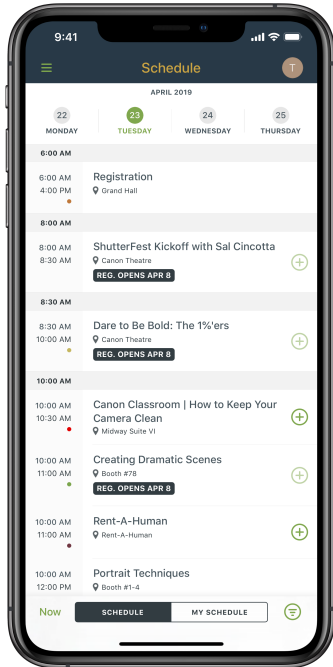 9:41
Schedule
T
APRIL 2019
22 23 24 25
MONDAY TUESDAY WEDNESDAY THURSDAY
6:00 AM
6:00 AM Registration
4:00 PM Grand Hall
8:00 AM
8:00 AM ShutterFest Kickoff with Sal Cincotta
8:30 AM Canon Theatre
REG. OPENS APR 8
8:30 AM
8:30 AM Dare to Be Bold: The 1%'ers
10:00 AM Canon Theatre
REG. OPENS APR 8
10:00 AM
10:00 AM Canon Classroom | How to Keep Your
10:30 AM Camera Clean
Midway Suite VI
10:00 AM Creating Dramatic Scenes
11:00 AM Booth #78
REG. OPENS APR 8
10:00 AM Rent-A-Human
11:00 AM Rent-A-Human
10:00 AM Portrait Techniques
12:00 PM Booth #1-4
Now SCHEDULE MY SCHEDULE